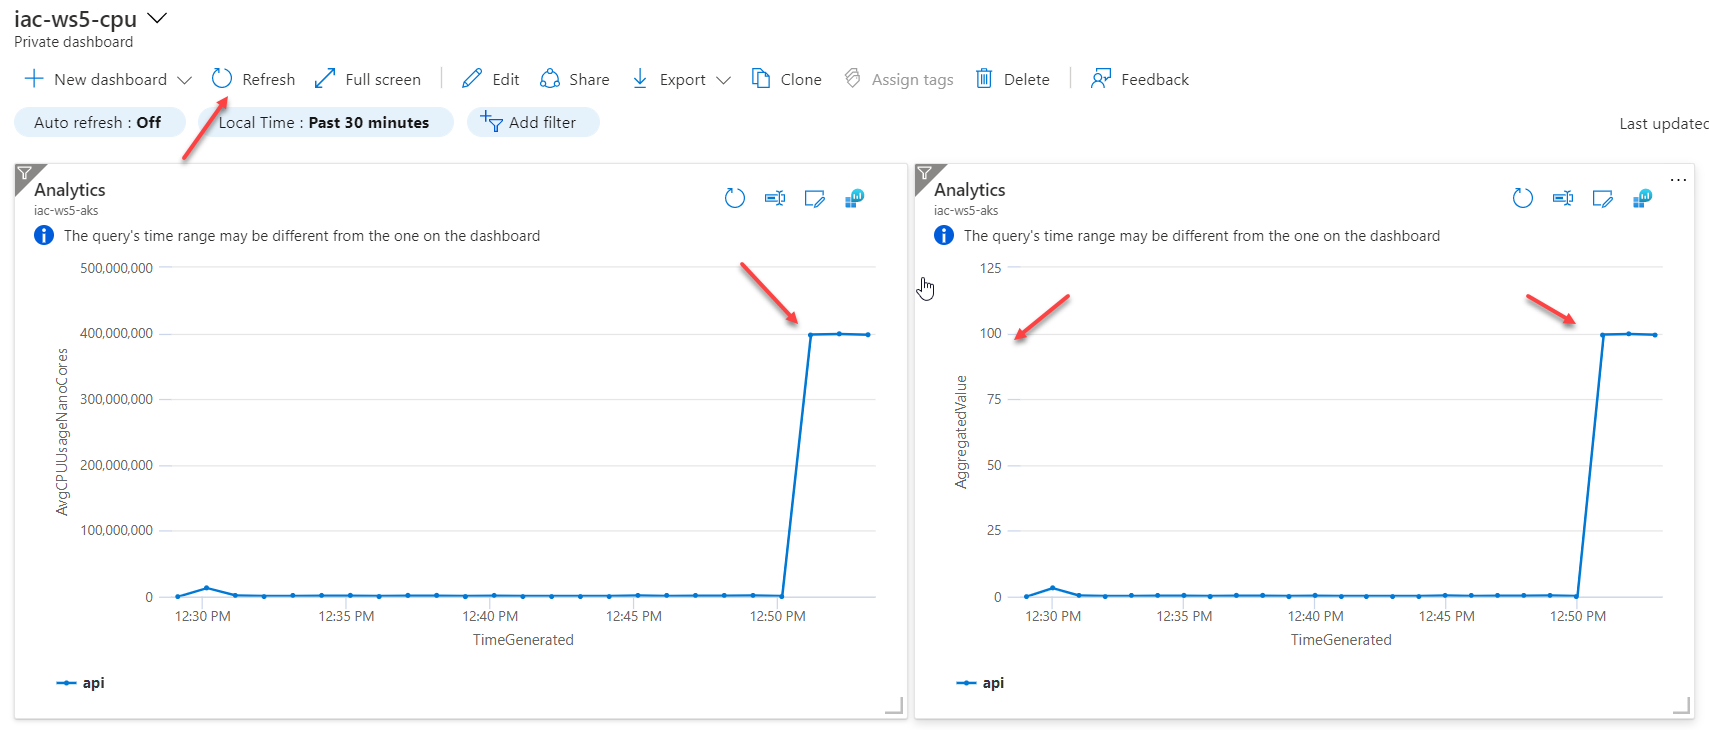 iac-ws5-cpu
Private dashboard
New dashboard Refresh Full screen Edit Share Export Clone Assign tags Delete Feedback
Auto refresh : Off Local Time : Past 30 minutes Add filter
Last updated
Analytics
iac-ws5-aks
The query's time range may be different from the one on the dashboard
500,000,000
400,000,000
300,000,000
200,000,000
100,000,000
0
AvgCPUUsageNanoCores
12:30 PM 12:35 PM 12:40 PM 12:45 PM 12:50 PM
TimeGenerated
api
Analytics
iac-ws5-aks
The query's time range may be different from the one on the dashboard
125
100
75
50
25
0
AggregatedValue
12:30 PM 12:35 PM 12:40 PM 12:45 PM 12:50 PM
TimeGenerated
api